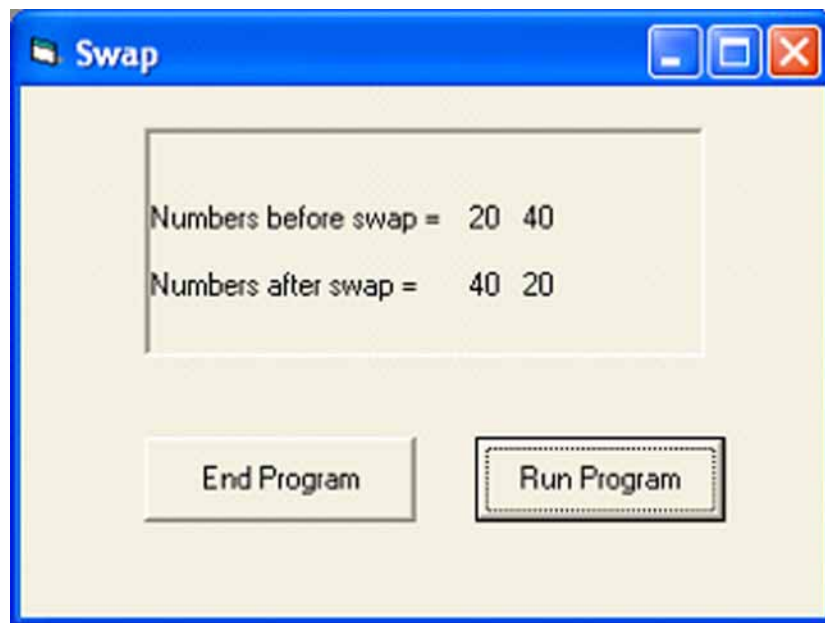 Swap
Numbers before swap = 20 40
Numbers after swap = 40 20
End Program Run Program